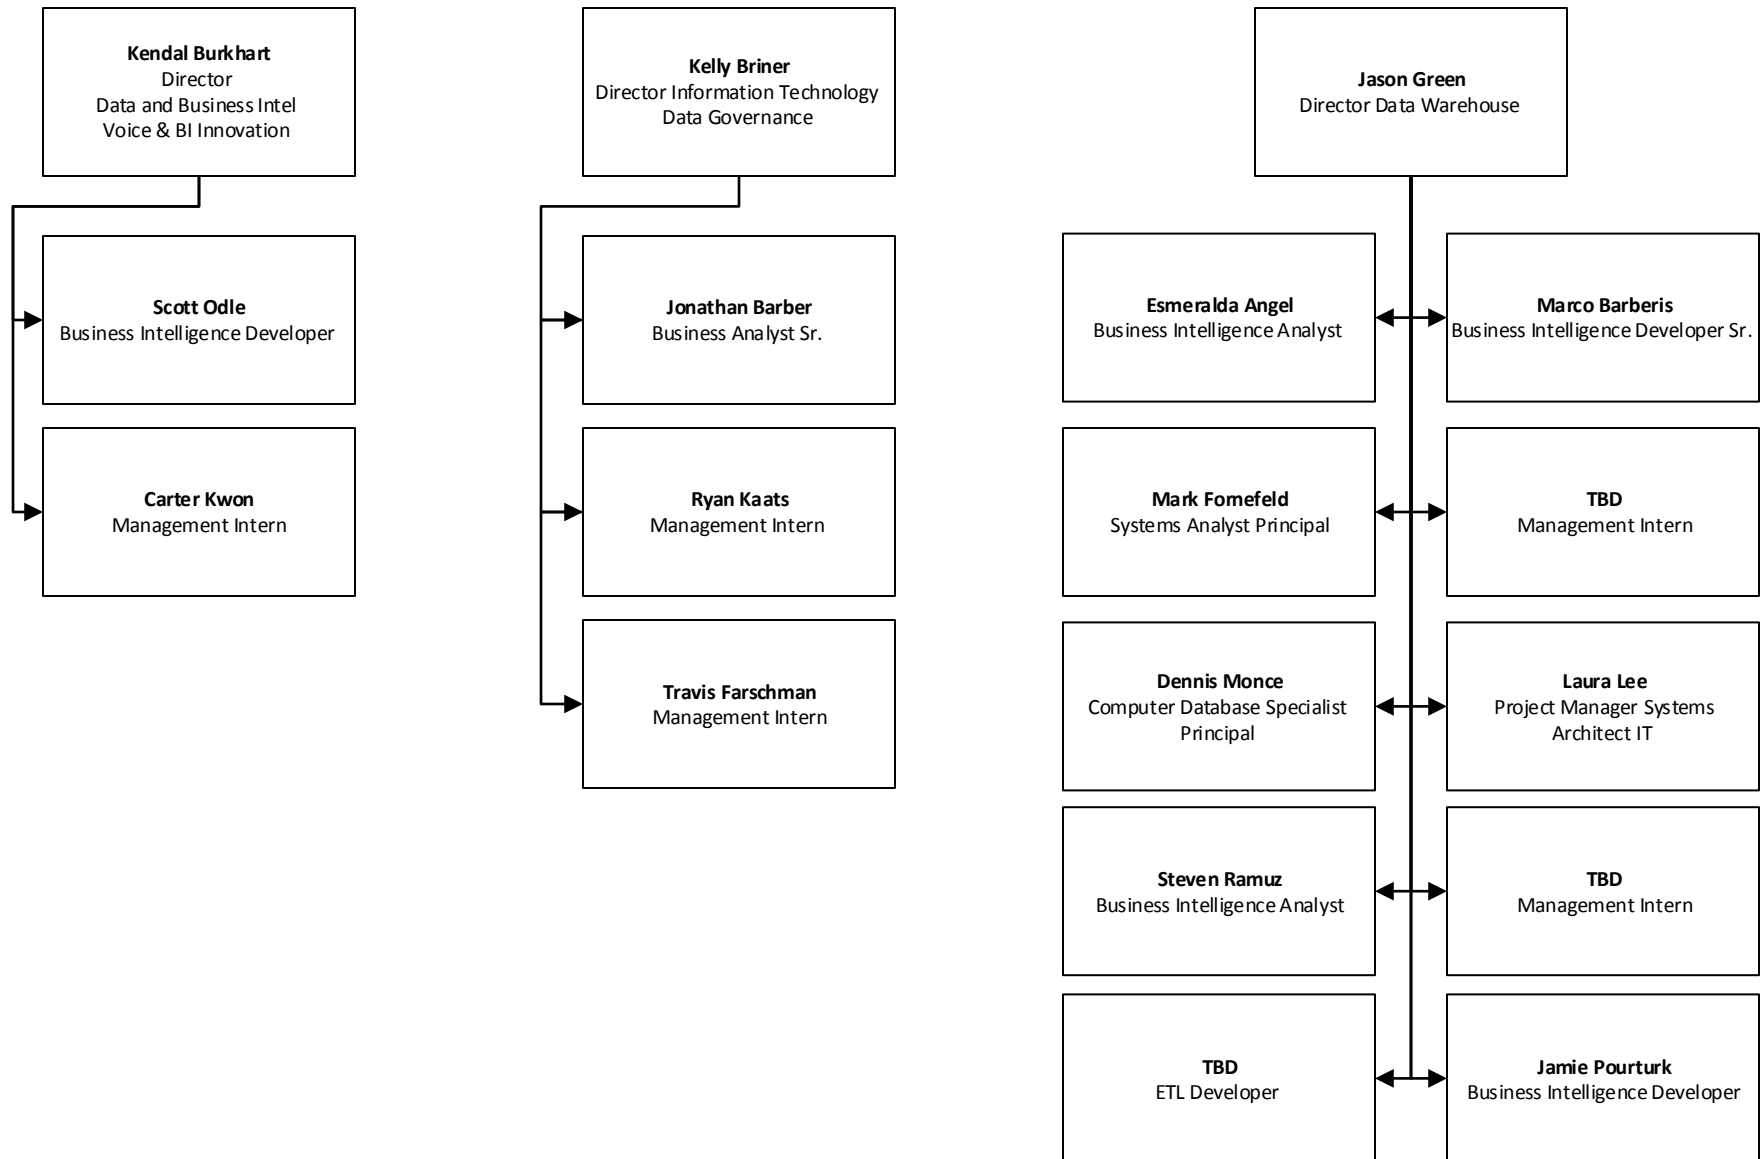 Kendal Burkhart
Director
Data and Business Intel
Voice & BI Innovation
Scott Odle
Business Intelligence Developer
Carter Kwon
Management Intern
Kelly Briner
Director Information Technology
Data Governance
Jonathan Barber
Business Analyst Sr.
Ryan Kaats
Management Intern
Travis Farschman
Management Intern
Jason Green
Director Data Warehouse
Esmeralda Angel
Business Intelligence Analyst
Marco Barberis
Business Intelligence Developer Sr.
Mark Fornefeld
Systems Analyst Principal
TBD
Management Intern
Dennis Monce
Computer Database Specialist
Principal
Laura Lee
Project Manager Systems
Architect IT
Steven Ramuz
Business Intelligence Analyst
TBD
Management Intern
TBD
ETL Developer
Jamie Pourturk
Business Intelligence Developer